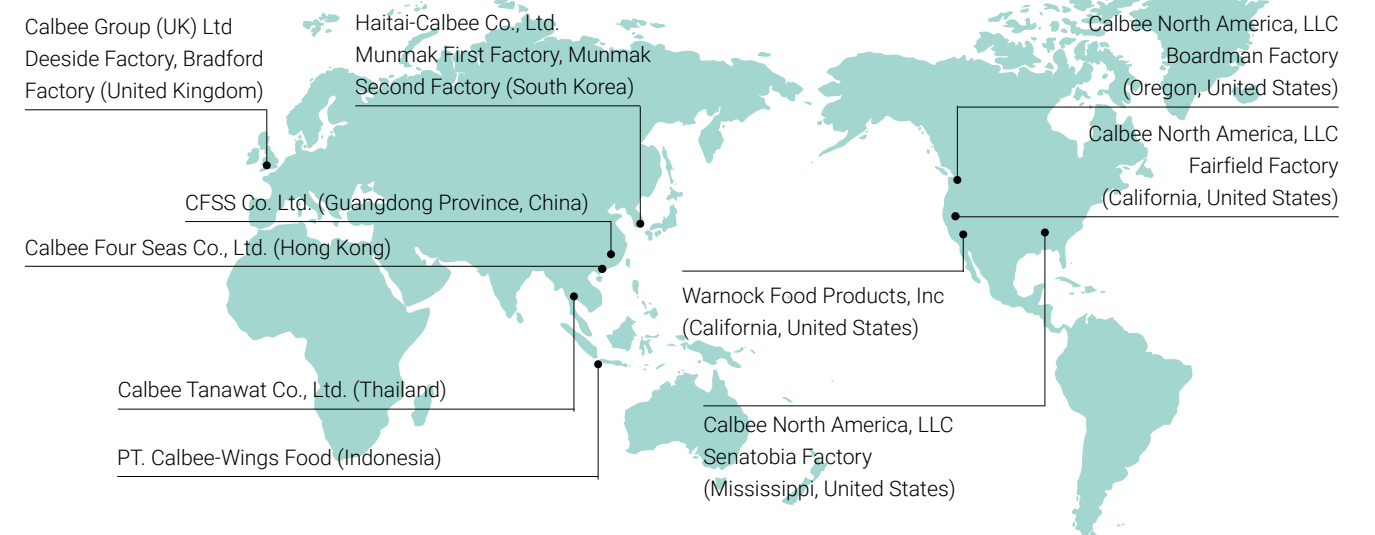 Calbee Group (UK) Ltd
Deeside Factory, Bradford
Factory (United Kingdom)
Haitai-Calbee Co., Ltd.
Munmak First Factory, Munmak
Second Factory (South Korea)
Calbee North America, LLC
Boardman Factory
(Oregon, United States)
Calbee North America, LLC
Fairfield Factory
(California, United States)
CFSS Co. Ltd. (Guangdong Province, China)
Calbee Four Seas Co., Ltd. (Hong Kong)
Warnock Food Products, Inc
(California, United States)
Calbee Tanawat Co., Ltd. (Thailand)
PT. Calbee-Wings Food (Indonesia)
Calbee North America, LLC
Senatobia Factory
(Mississippi, United States)